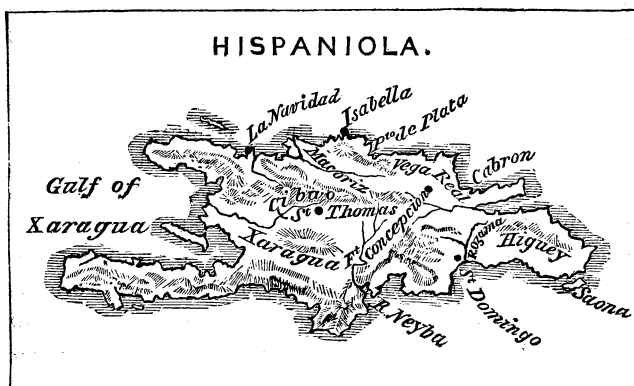 HISPANIOLA.
La Navidad
Isabella
Pto de Plata
Macoriz
Vega Real
Cabron
Gulf of
Xaragua
Cibao
St Thomas
Xaragua
Ft Concepcion
Higuey
R. Neyba
St Domingo
Saona